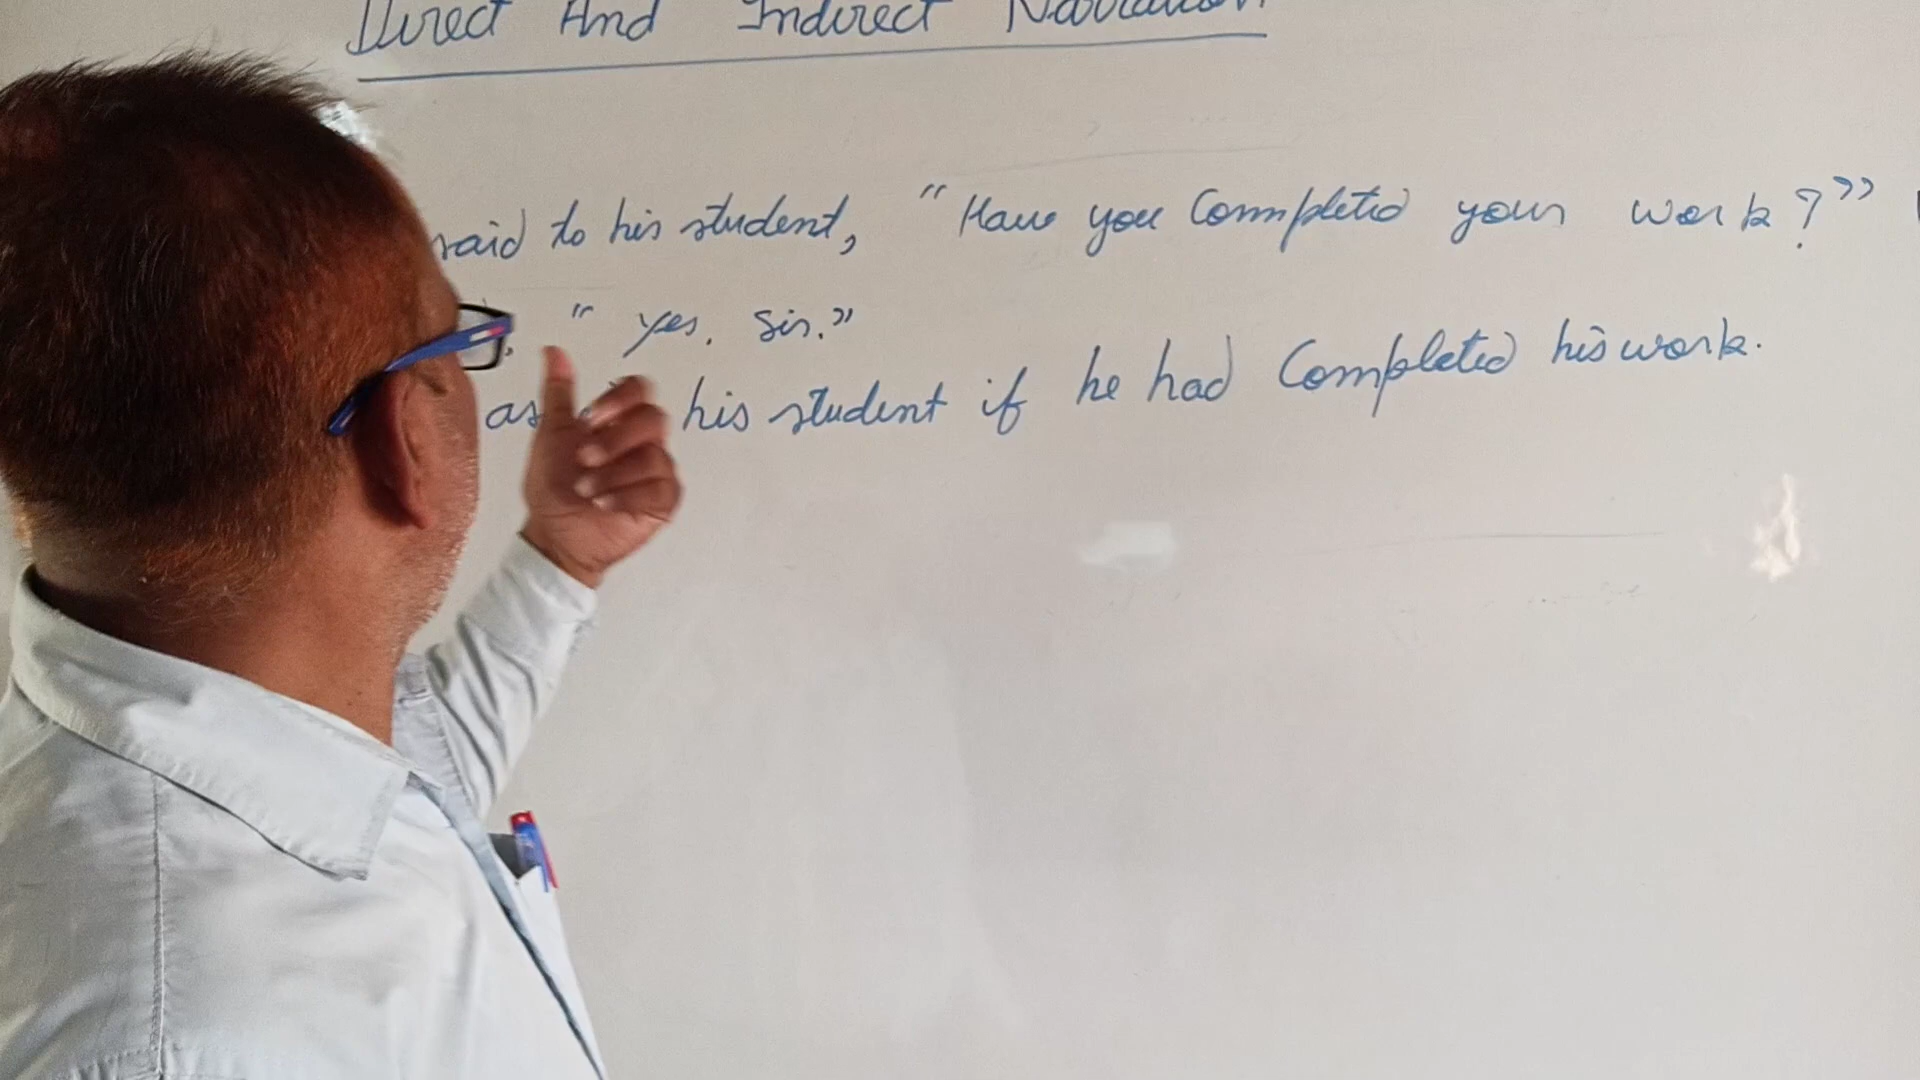 Direct And Indirect Narration
said to his student, "Have you Completed your work?"
"yes, Sir."
his student if he had Completed his work.